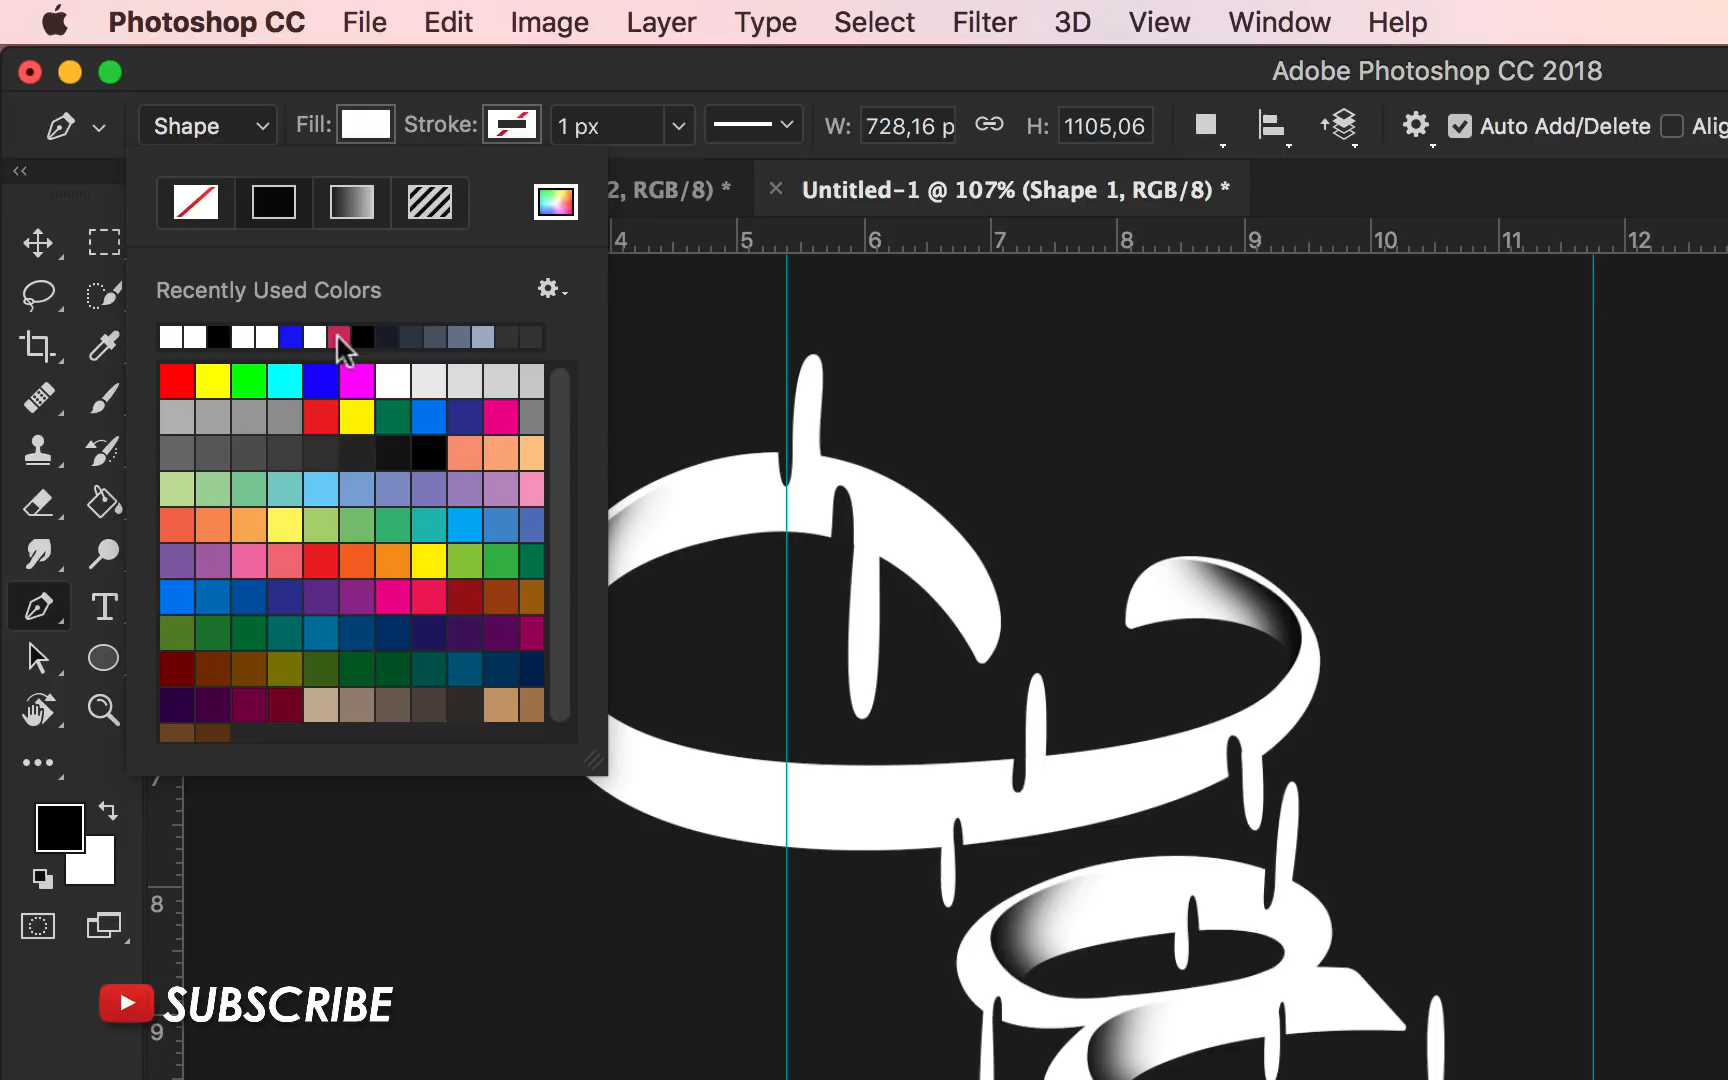 Photoshop CC File Edit Image Layer Type Select Filter 3D View Window Help
Adobe Photoshop CC 2018
Shape Fill: Stroke: 1 px W: 728,16 p H: 1105,06 Auto Add/Delete Alig
2, RGB/8) * × Untitled-1 @ 107% (Shape 1, RGB/8) *
4 5 6 7 8 9 10 11 12
Recently Used Colors
T
7
8
9
SUBSCRIBE